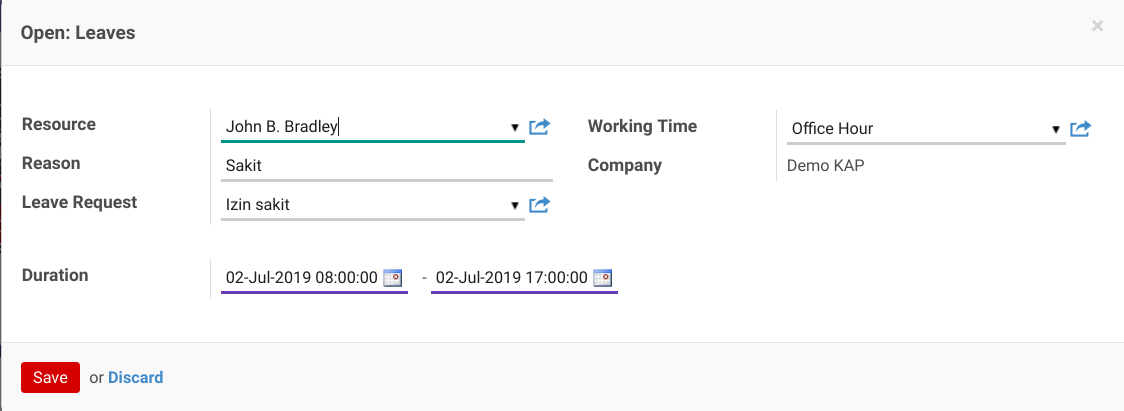 Open: Leaves
×
Resource
John B. Bradley
Working Time
Office Hour
Reason
Sakit
Company
Demo KAP
Leave Request
Izin sakit
Duration
02-Jul-2019 08:00:00 - 02-Jul-2019 17:00:00
Save or Discard